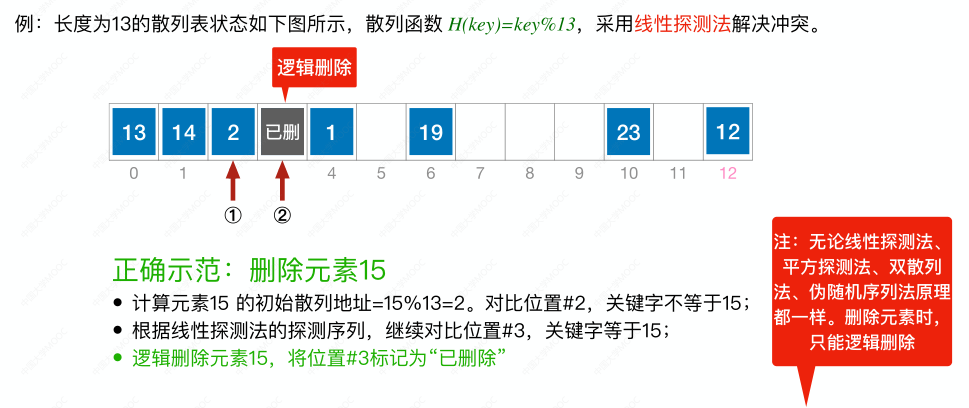 例：长度为13的散列表状态如下图所示，散列函数 H(key)=key%13，采用线性探测法解决冲突。
逻辑删除
13 14 2 已删 1 19 23 12
0 1 4 5 6 7 8 9 10 11 12
① ②
正确示范：删除元素15
• 计算元素15 的初始散列地址=15%13=2。对比位置#2，关键字不等于15；
• 根据线性探测法的探测序列，继续对比位置#3，关键字等于15；
• 逻辑删除元素15，将位置#3标记为“已删除”
注：无论线性探测法、
平方探测法、双散列
法、伪随机序列法原理
都一样。删除元素时，
只能逻辑删除